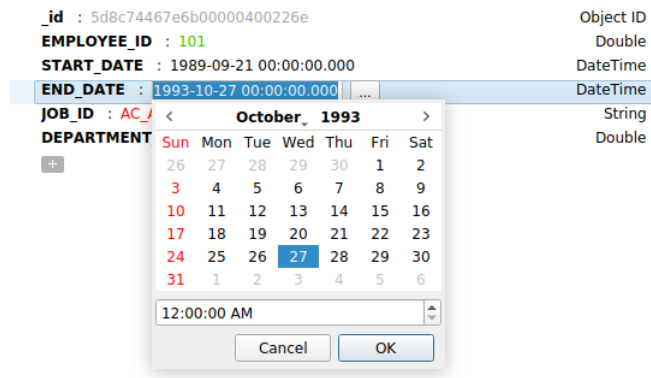 _id : 5d8c74467e6b00000400226e Object ID
EMPLOYEE_ID : 101 Double
START_DATE : 1989-09-21 00:00:00.000 DateTime
END_DATE : 1993-10-27 00:00:00.000 ... DateTime
JOB_ID : AC_A String
DEPARTMENT Double
+
< October 1993 >
Sun Mon Tue Wed Thu Fri Sat
26 27 28 29 30 1 2
3 4 5 6 7 8 9
10 11 12 13 14 15 16
17 18 19 20 21 22 23
24 25 26 27 28 29 30
31 1 2 3 4 5 6
12:00:00 AM
Cancel OK